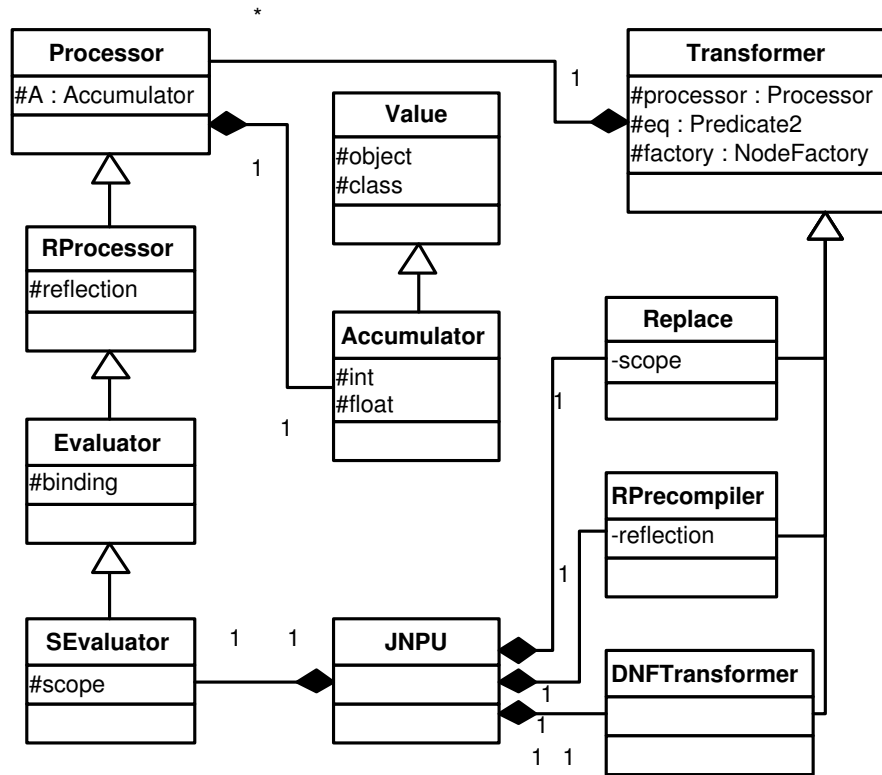 *
Processor
#A : Accumulator
1
Transformer
#processor : Processor
#eq : Predicate2
#factory : NodeFactory
Value
#object
#class
1
RProcessor
#reflection
Accumulator
#int
#float
1
Replace
-scope
1
Evaluator
#binding
RPrecompiler
-reflection
1
SEvaluator
#scope
1 1
JNPU
DNFTransformer
1
1
1 1